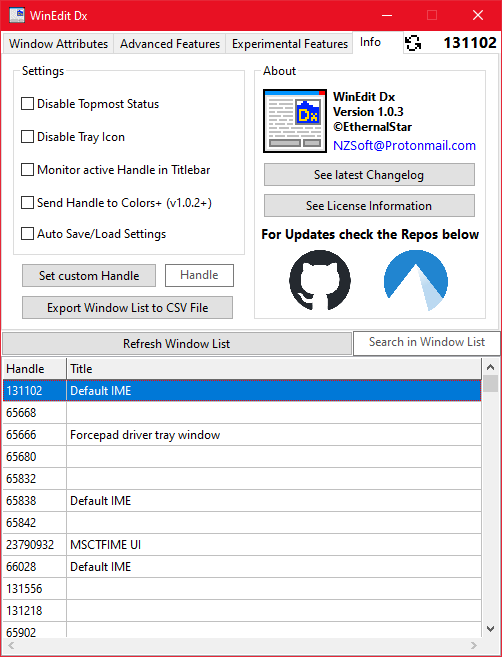 WinEdit Dx
Window Attributes Advanced Features Experimental Features Info 131102
Settings
Disable Topmost Status
Disable Tray Icon
Monitor active Handle in Titlebar
Send Handle to Colors+ (v1.0.2+)
Auto Save/Load Settings
Set custom Handle Handle
Export Window List to CSV File
About
Dx
WinEdit Dx
Version 1.0.3
©EthernalStar
NZSoft@Protonmail.com
See latest Changelog
See License Information
For Updates check the Repos below
Refresh Window List Search in Window List
Handle Title
131102 Default IME
65668
65666 Forcepad driver tray window
65680
65832
65838 Default IME
65842
23790932 MSCTFIME UI
66028 Default IME
131556
131218
65902